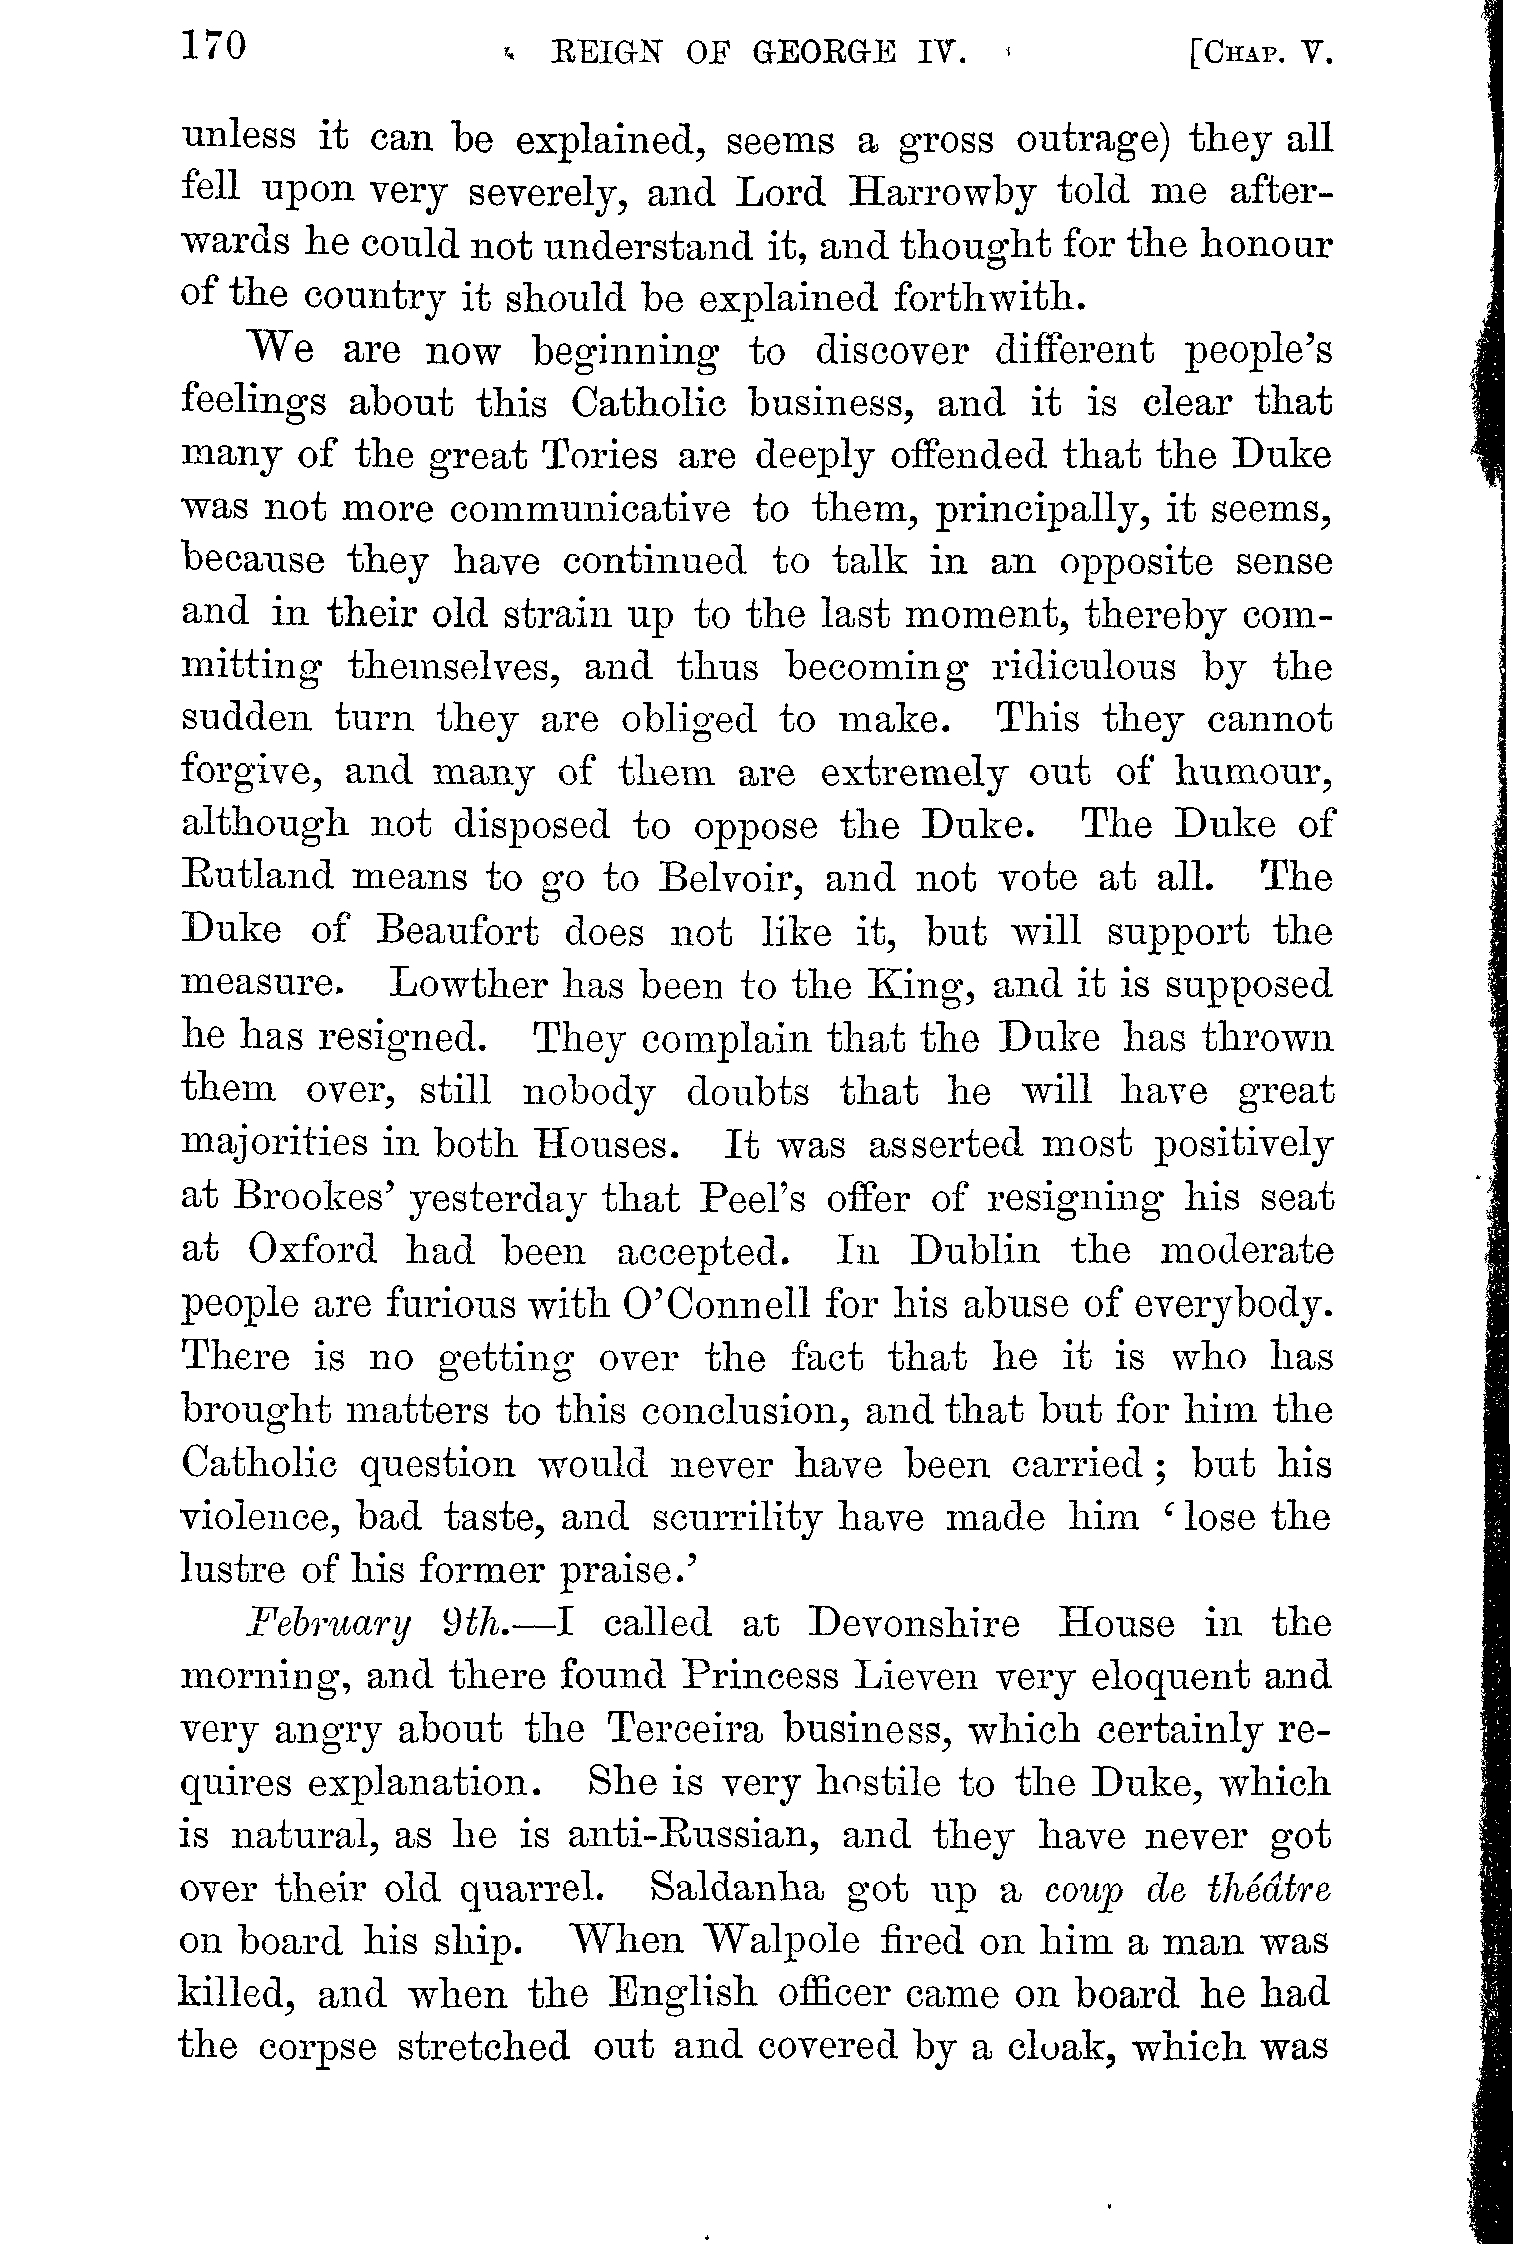 170 REIGN OF GEORGE IV. [CHAP. V.
unless it can be explained, seems a gross outrage) they all
fell upon very severely, and Lord Harrowby told me after-
wards he could not understand it, and thought for the honour
of the country it should be explained forthwith.
We are now beginning to discover different people's
feelings about this Catholic business, and it is clear that
many of the great Tories are deeply offended that the Duke
was not more communicative to them, principally, it seems,
because they have continued to talk in an opposite sense
and in their old strain up to the last moment, thereby com-
mitting themselves, and thus becoming ridiculous by the
sudden turn they are obliged to make. This they cannot
forgive, and many of them are extremely out of humour,
although not disposed to oppose the Duke. The Duke of
Rutland means to go to Belvoir, and not vote at all. The
Duke of Beaufort does not like it, but will support the
measure. Lowther has been to the King, and it is supposed
he has resigned. They complain that the Duke has thrown
them over, still nobody doubts that he will have great
majorities in both Houses. It was asserted most positively
at Brookes' yesterday that Peel's offer of resigning his seat
at Oxford had been accepted. In Dublin the moderate
people are furious with O'Connell for his abuse of everybody.
There is no getting over the fact that he it is who has
brought matters to this conclusion, and that but for him the
Catholic question would never have been carried; but his
violence, bad taste, and scurrility have made him ‘lose the
lustre of his former praise.’
February 9th.—I called at Devonshire House in the
morning, and there found Princess Lieven very eloquent and
very angry about the Terceira business, which certainly re-
quires explanation. She is very hostile to the Duke, which
is natural, as he is anti-Russian, and they have never got
over their old quarrel. Saldanha got up a coup de théâtre
on board his ship. When Walpole fired on him a man was
killed, and when the English officer came on board he had
the corpse stretched out and covered by a cloak, which was